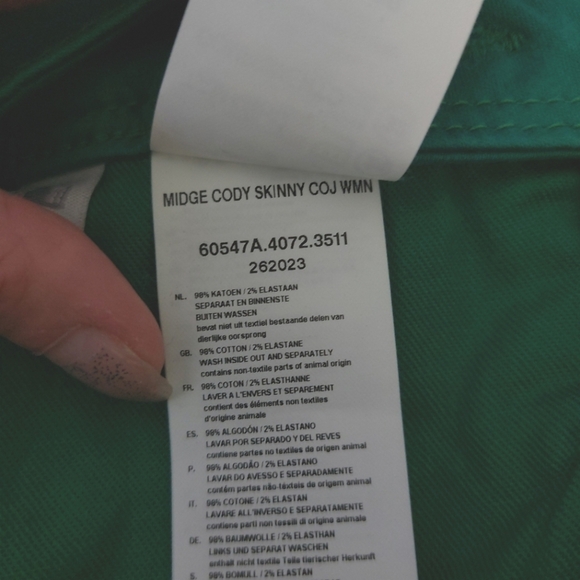 MIDGE CODY SKINNY COJ WMN
60547A.4072.3511
262023
NL. 98% KATOEN / 2% ELASTAAN
SEPARAAT EN BINNENSTE
BUITEN WASSEN
bevat niet uit textiel bestaande delen van
dierlijke oorsprong
GB. 98% COTTON / 2% ELASTANE
WASH INSIDE OUT AND SEPARATELY
contains non-textile parts of animal origin
FR. 98% COTON / 2% ELASTHANNE
LAVER A L'ENVERS ET SEPAREMENT
contient des éléments non textiles
d'origine animale
ES. 98% ALGODÓN / 2% ELASTANO
LAVAR POR SEPARADO Y DEL REVES
contiene partes no textiles de origen animal
P. 98% ALGODÃO / 2% ELASTANO
LAVAR DO AVESSO E SEPARADAMENTE
contém partes não-têxteis de origem animal
IT. 98% COTONE / 2% ELASTAN
LAVARE ALL'INVERSO E SEPARATAMENTE
contiene parti non tessili di origine animale
DE. 98% BAUMWOLLE / 2% ELASTHAN
LINKS UND SEPARAT WASCHEN
enthält nicht textile Teile tierischer Herkunft
S. 98% BOMULL / 2% ELASTAN